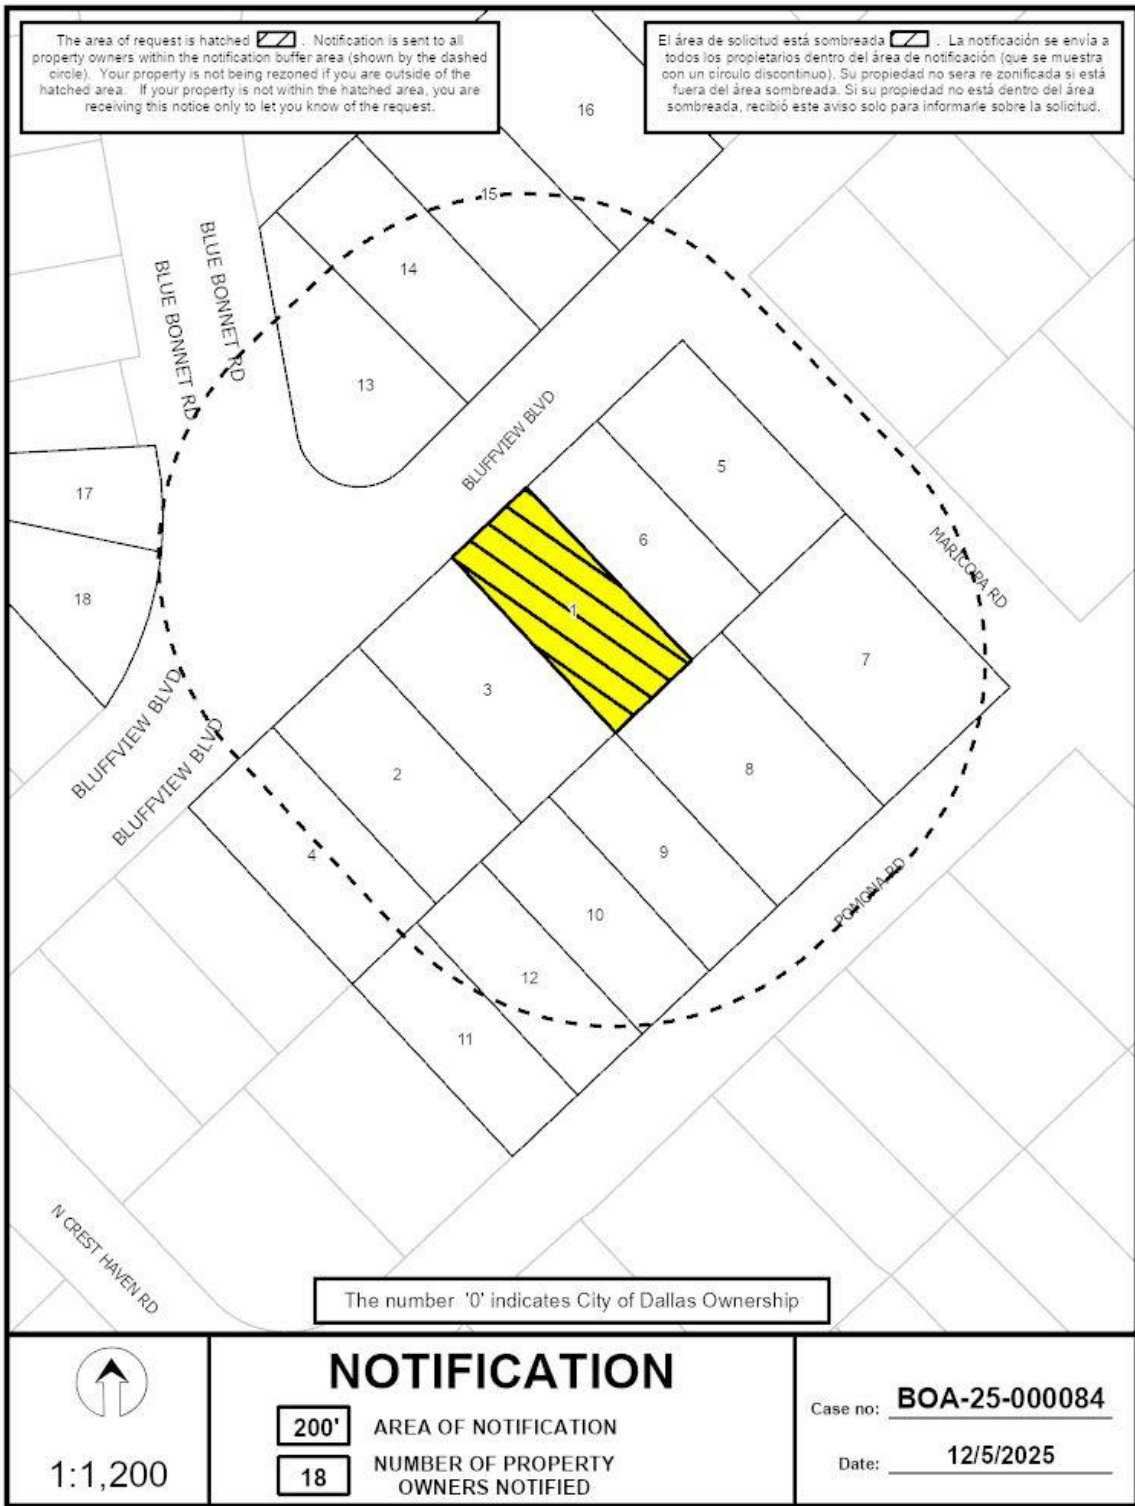 The area of request is hatched . Notification is sent to all
property owners within the notification buffer area (shown by the dashed
circle). Your property is not being rezoned if you are outside of the
hatched area. If your property is not within the hatched area, you are
receiving this notice only to let you know of the request.
El área de solicitud está sombreada . La notificación se envia a
todos los propietarios dentro del área de notificación (que se muestra
con un círculo discontinuo). Su propiedad no sera re zonificada si está
fuera del área sombreada. Si su propiedad no está dentro del área
sombreada, recibió este aviso solo para informarle sobre la solicitud.
16
15
BLUE BONNET RD
BLUE BONNET RD
14
13
BLUFFVIEW BLVD
5
17
6
MARICOPA RD
18
1
7
3
BLUFFVIEW BLVD
BLUFFVIEW BLVD
2
8
4
9
POMONA RD
10
12
11
N CREST HAVEN RD
The number '0' indicates City of Dallas Ownership
1:1,200
NOTIFICATION
200' AREA OF NOTIFICATION
18 NUMBER OF PROPERTY
OWNERS NOTIFIED
Case no: BOA-25-000084
Date: 12/5/2025